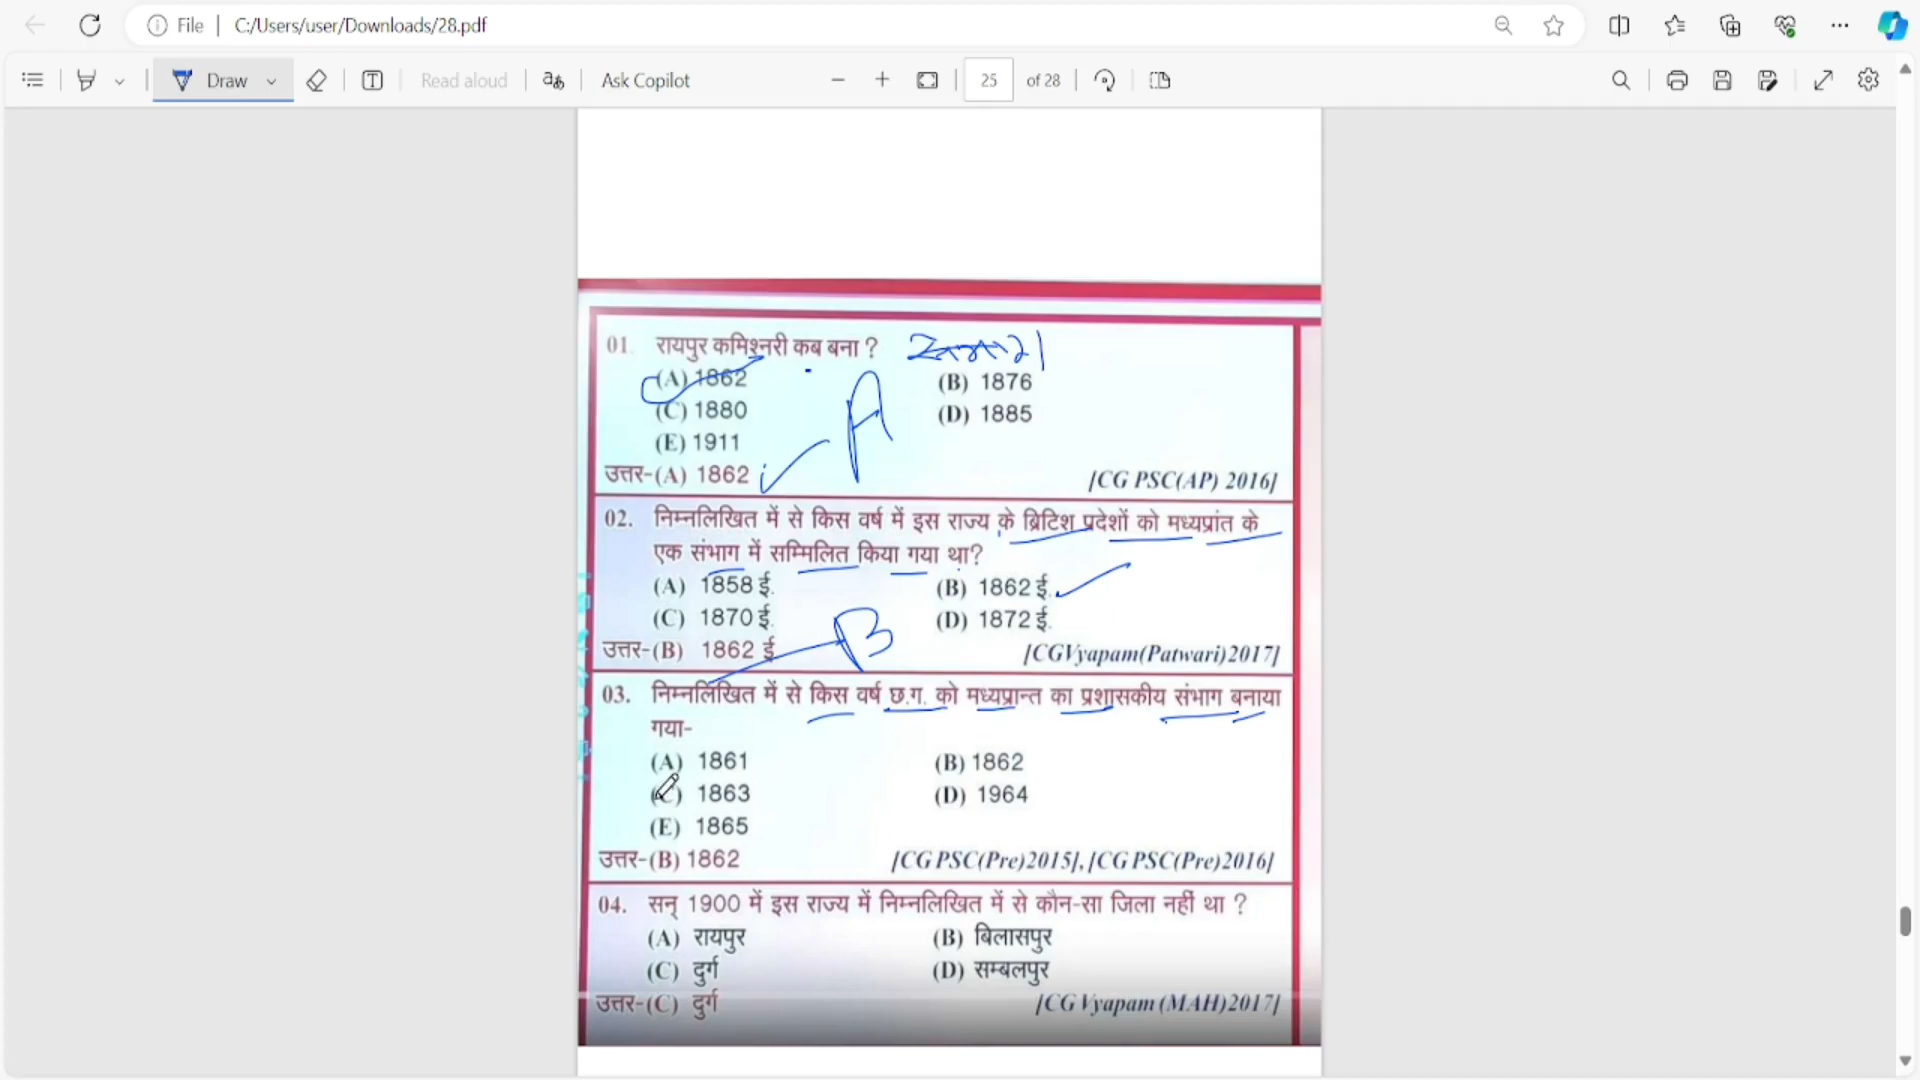 File | C:/Users/user/Downloads/28.pdf
Draw Read aloud aあ Ask Copilot 25 of 28
01. रायपुर कमिश्नरी कब बना ?
(A) 1862 (B) 1876
(C) 1880 (D) 1885
(E) 1911
A
उत्तर-(A) 1862 [CG PSC(AP) 2016]
02. निम्नलिखित में से किस वर्ष में इस राज्य के ब्रिटिश प्रदेशों को मध्यप्रांत के
एक संभाग में सम्मिलित किया गया था?
(A) 1858 ई. (B) 1862 ई.
(C) 1870 ई. (D) 1872 ई.
B
उत्तर-(B) 1862 ई [CGVyapam(Patwari)2017]
03. निम्नलिखित में से किस वर्ष छ.ग. को मध्यप्रान्त का प्रशासकीय संभाग बनाया
गया-
(A) 1861 (B) 1862
(C) 1863 (D) 1964
(E) 1865
उत्तर-(B) 1862 [CG PSC(Pre)2015], [CG PSC(Pre)2016]
04. सन् 1900 में इस राज्य में निम्नलिखित में से कौन-सा जिला नहीं था ?
(A) रायपुर (B) बिलासपुर
(C) दुर्ग (D) सम्बलपुर
उत्तर-(C) दुर्ग [CG Vyapam (MAH)2017]